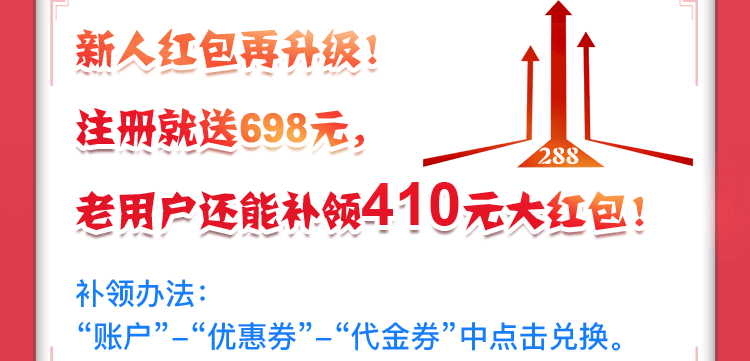 新人红包再升级！
注册就送698元，
288
老用户还能补领410元大红包！
补领办法：
“账户”–“优惠券”–“代金券”中点击兑换。